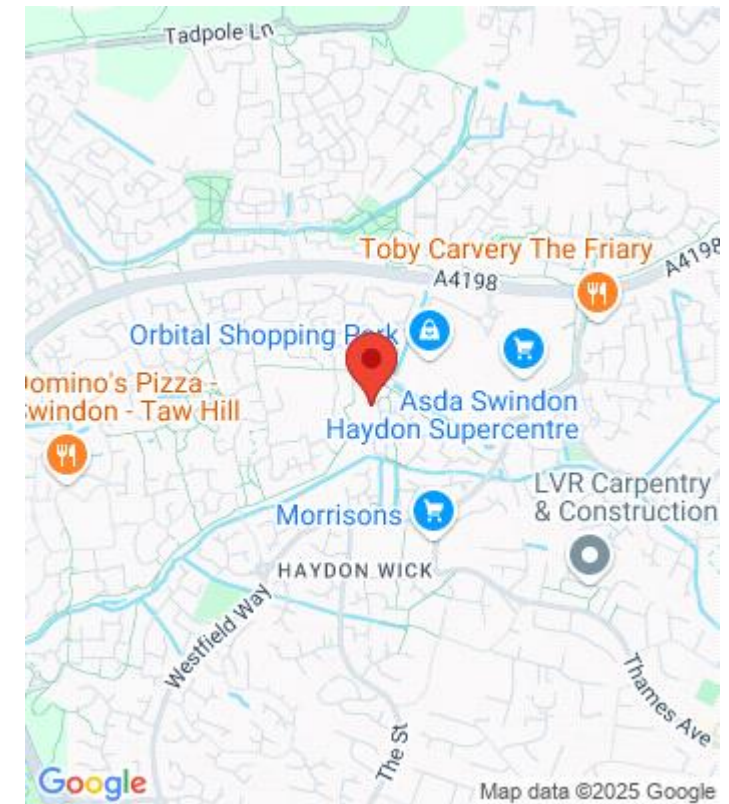 Tadpole Ln
Toby Carvery The Friary
A4198
A4198
Orbital Shopping Park
omino's Pizza -
windon - Taw Hill
Asda Swindon
Haydon Supercentre
LVR Carpentry
& Construction
Morrisons
HAYDON WICK
Westfield Way
Thames Ave
The St
Google
Map data ©2025 Google